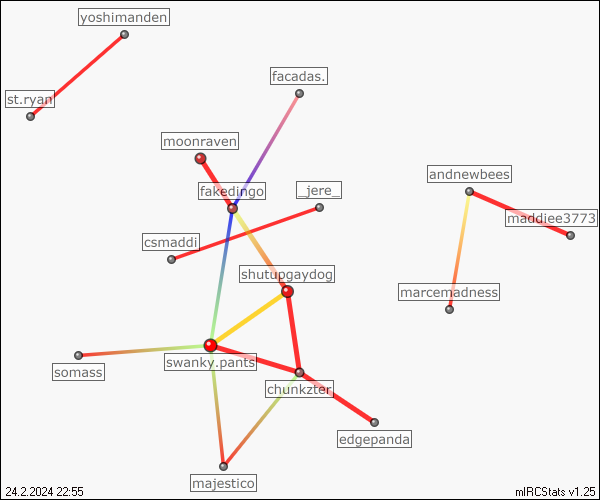 yoshimanden
facadas.
st.ryan
moonraven
andnewbees
fakedingo
_jere_
maddiee3773
csmaddi
shutupgaydog
marcemadness
swanky.pants
somass
chunkzter
edgepanda
majestico
24.2.2024 22:55
mIRCStats v1.25